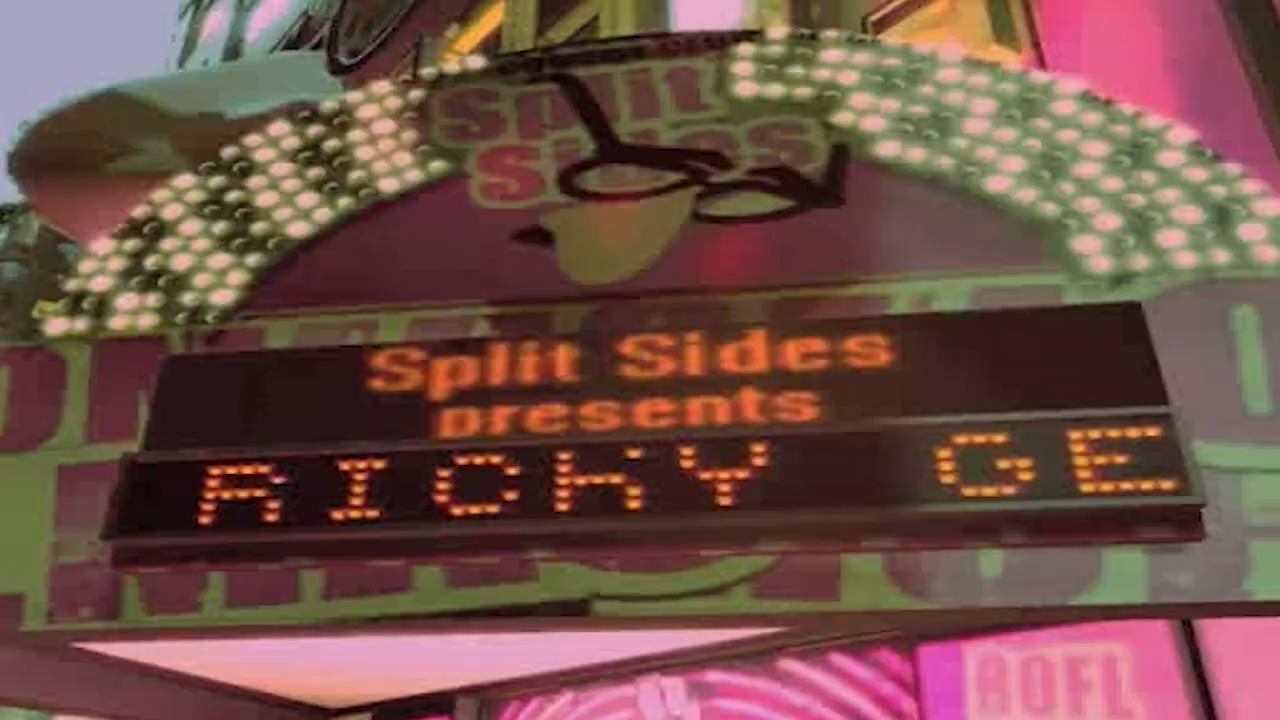 Split
Sides
Split Sides
presents
RICKY GE
ROFL